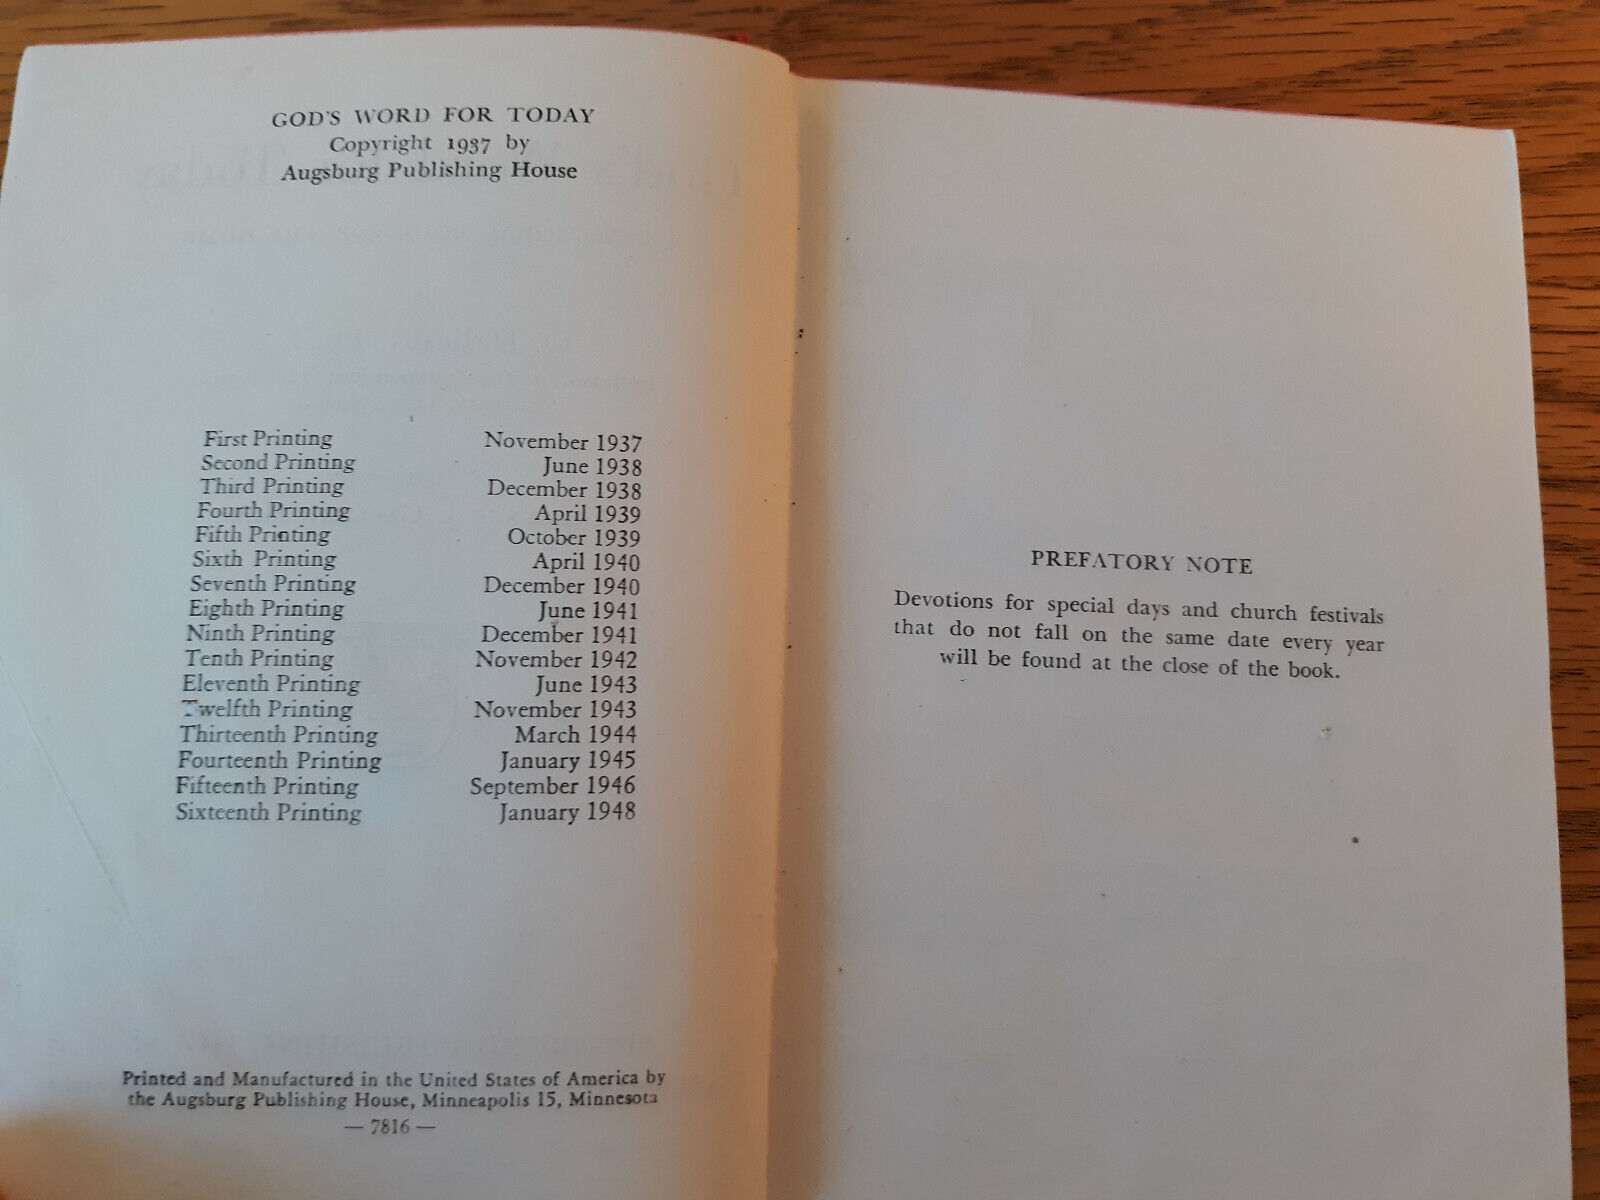 GOD'S WORD FOR TODAY
Copyright 1937 by
Augsburg Publishing House
First Printing November 1937
Second Printing June 1938
Third Printing December 1938
Fourth Printing April 1939
Fifth Printing October 1939
Sixth Printing April 1940
Seventh Printing December 1940
Eighth Printing June 1941
Ninth Printing December 1941
Tenth Printing November 1942
Eleventh Printing June 1943
Twelfth Printing November 1943
Thirteenth Printing March 1944
Fourteenth Printing January 1945
Fifteenth Printing September 1946
Sixteenth Printing January 1948
Printed and Manufactured in the United States of America by
the Augsburg Publishing House, Minneapolis 15, Minnesota
— 7816 —
PREFATORY NOTE
Devotions for special days and church festivals
that do not fall on the same date every year
will be found at the close of the book.